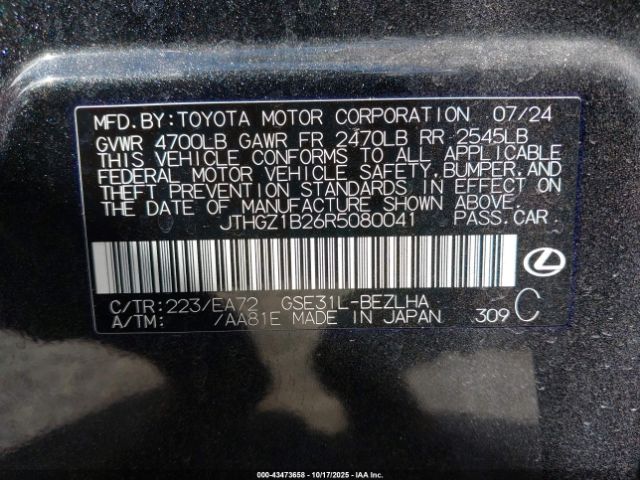 MFD.BY:TOYOTA MOTOR CORPORATION 07/24
GVWR 4700LB GAWR FR 2470LB RR 2545LB
THIS VEHICLE CONFORMS TO ALL APPLICABLE
FEDERAL MOTOR VEHICLE SAFETY,BUMPER,AND
THEFT PREVENTION STANDARDS IN EFFECT ON
THE DATE OF MANUFACTURE SHOWN ABOVE.
JTHGZ1B26R5080041 PASS.CAR
C/TR:223/EA72 GSE31L-BEZLHA
A/TM: /AA81E MADE IN JAPAN 309 C
000-43473658 - 10/17/2025 - IAAI.COM